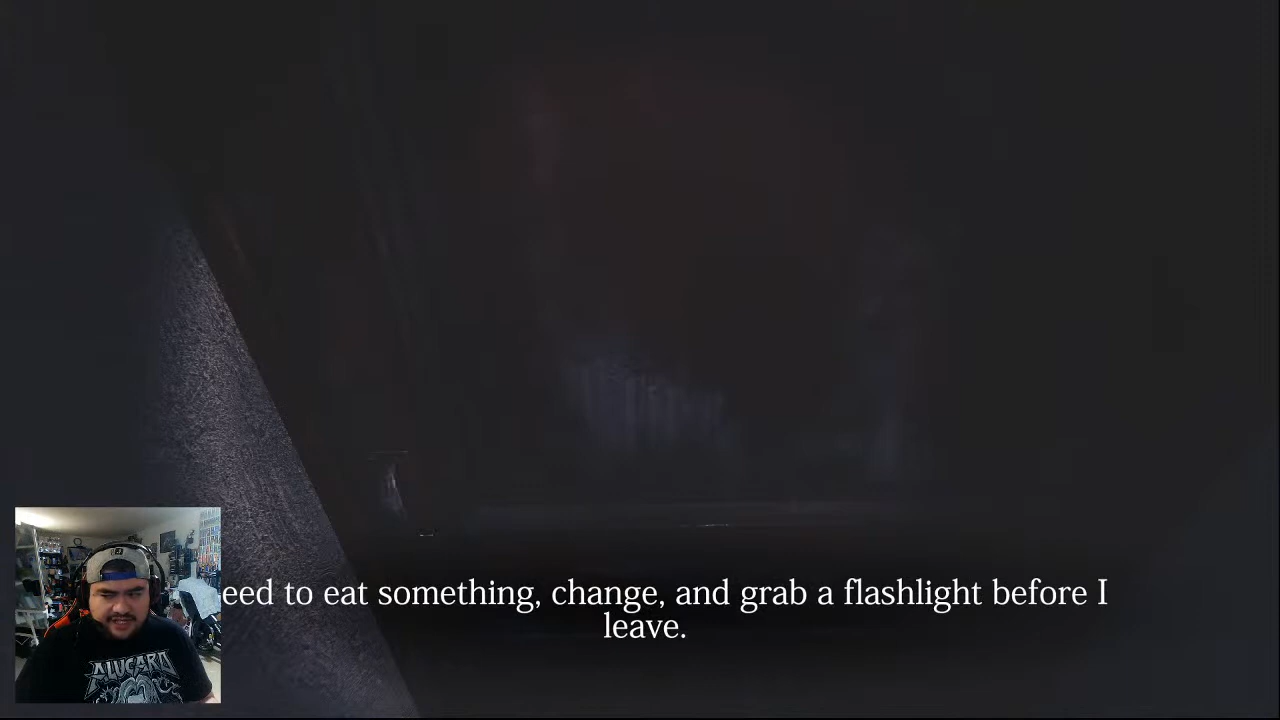 eed to eat something, change, and grab a flashlight before I
leave.
ALUCARD